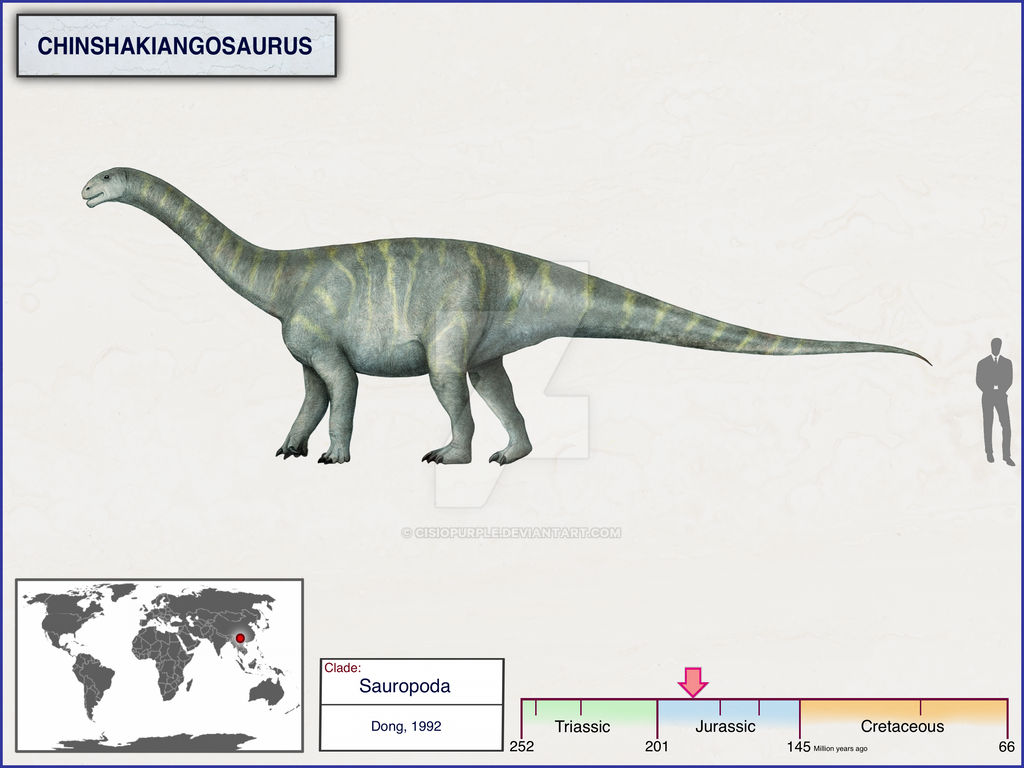 CHINSHAKIANGOSAURUS
© CISIOPURPLE.DEVIANTART.COM
Clade:
Sauropoda
Dong, 1992
Triassic Jurassic Cretaceous
252 201 145 Million years ago 66